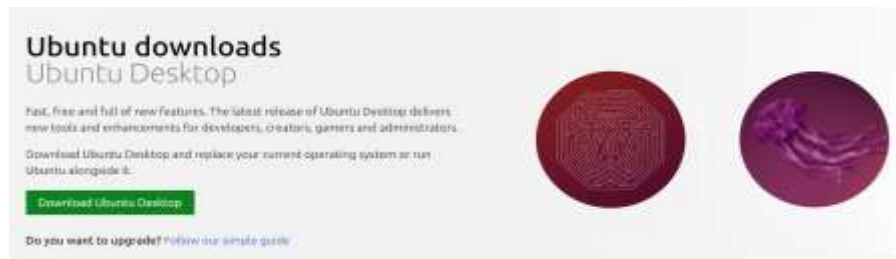 Ubuntu downloads
Ubuntu Desktop
Fast, free and full of new features. The latest release of Ubuntu Desktop delivers
new tools and enhancements for developers, creators, gamers and administrators.
Download Ubuntu Desktop and replace your current operating system or run
Ubuntu alongside it.
Download Ubuntu Desktop
Do you want to upgrade? Follow our simple guide